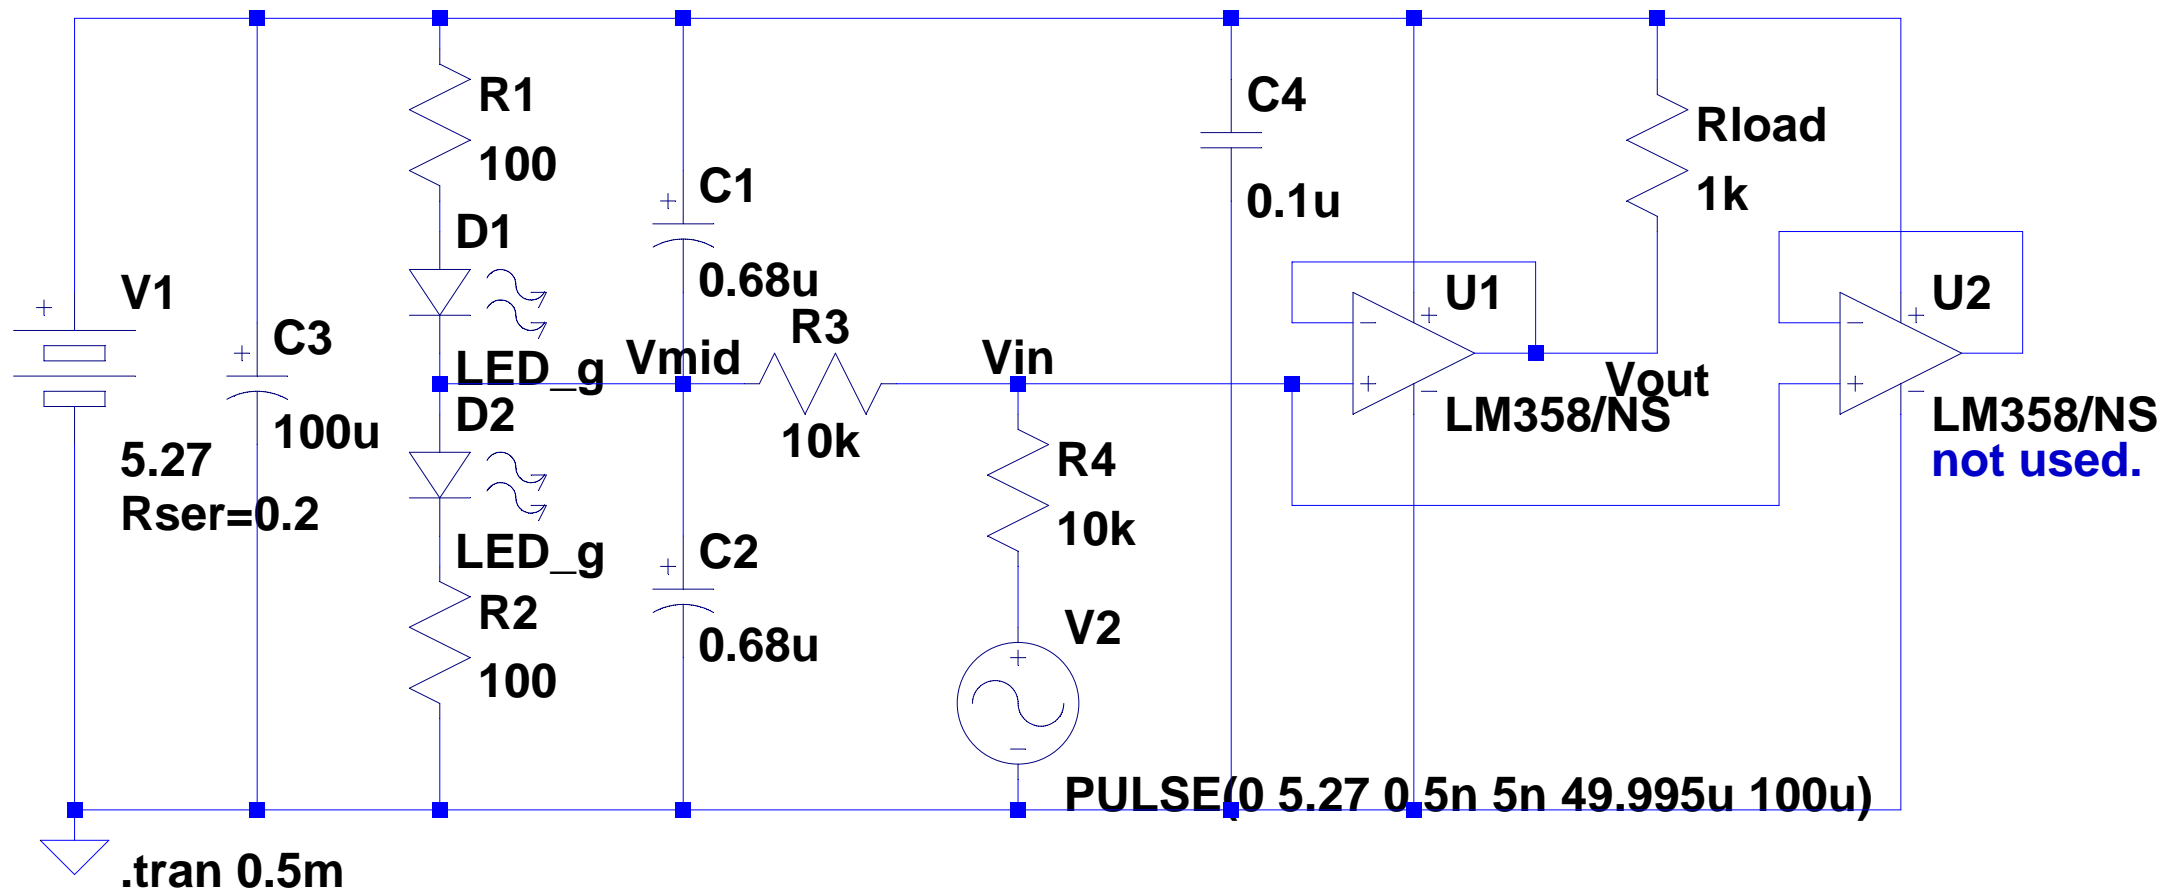 R1
100
D1
LED_g
D2
LED_g
R2
100
V1
5.27
Rser=0.2
C3
100u
C1
0.68u
Vmid
R3
10k
C2
0.68u
Vin
R4
10k
V2
PULSE(0 5.27 0 5n 5n 49.995u 100u)
C4
0.1u
Rload
1k
U1
LM358/NS
Vout
U2
LM358/NS
not used.
.tran 0.5m